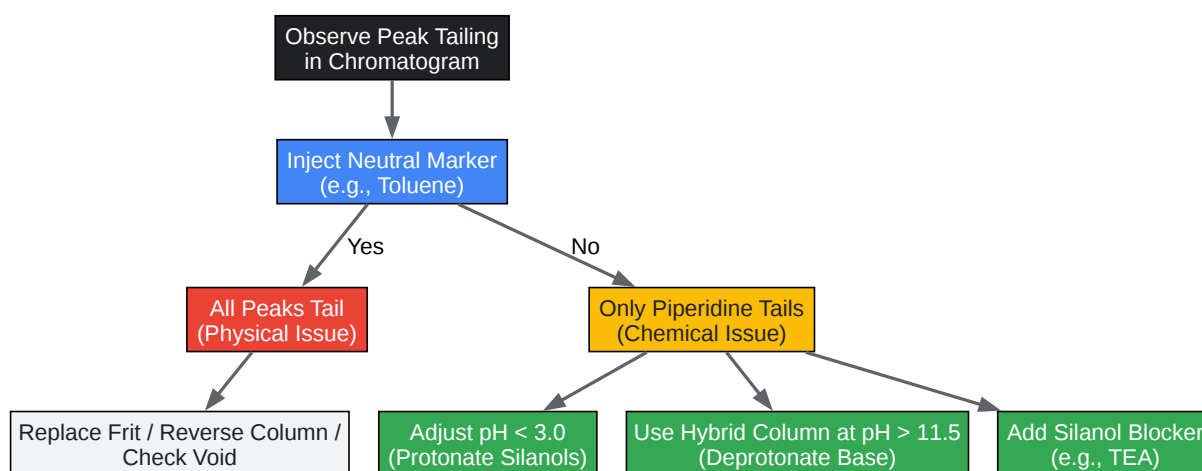 Observe Peak Tailing
in Chromatogram
Inject Neutral Marker
(e.g., Toluene)
Yes
No
All Peaks Tail
(Physical Issue)
Only Piperidine Tails
(Chemical Issue)
Replace Frit / Reverse Column /
Check Void
Adjust pH < 3.0
(Protonate Silanols)
Use Hybrid Column at pH > 11.5
(Deprotonate Base)
Add Silanol Blocker
(e.g., TEA)